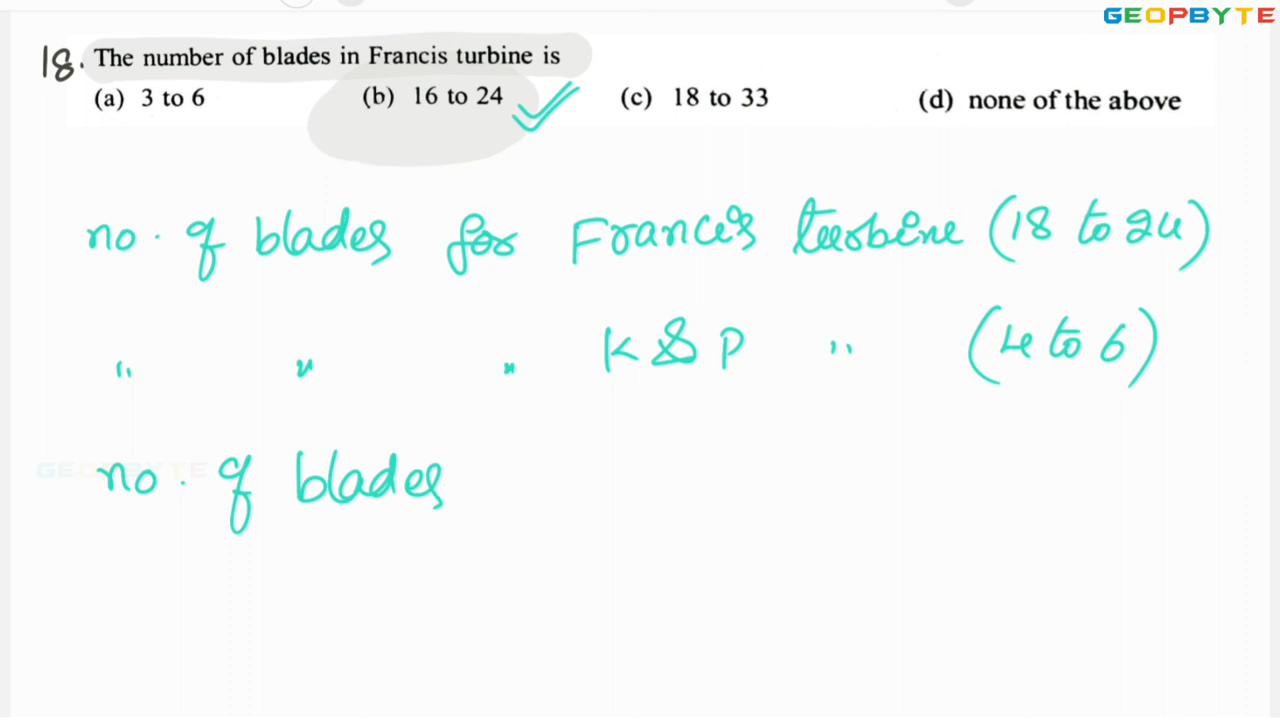 GEOPBYTE
18. The number of blades in Francis turbine is
(a) 3 to 6 (b) 16 to 24 (c) 18 to 33 (d) none of the above
no. of blades for Francis turbine (18 to 24)
" " " K & P " (4 to 6)
GEOPBYTE
no. of blades